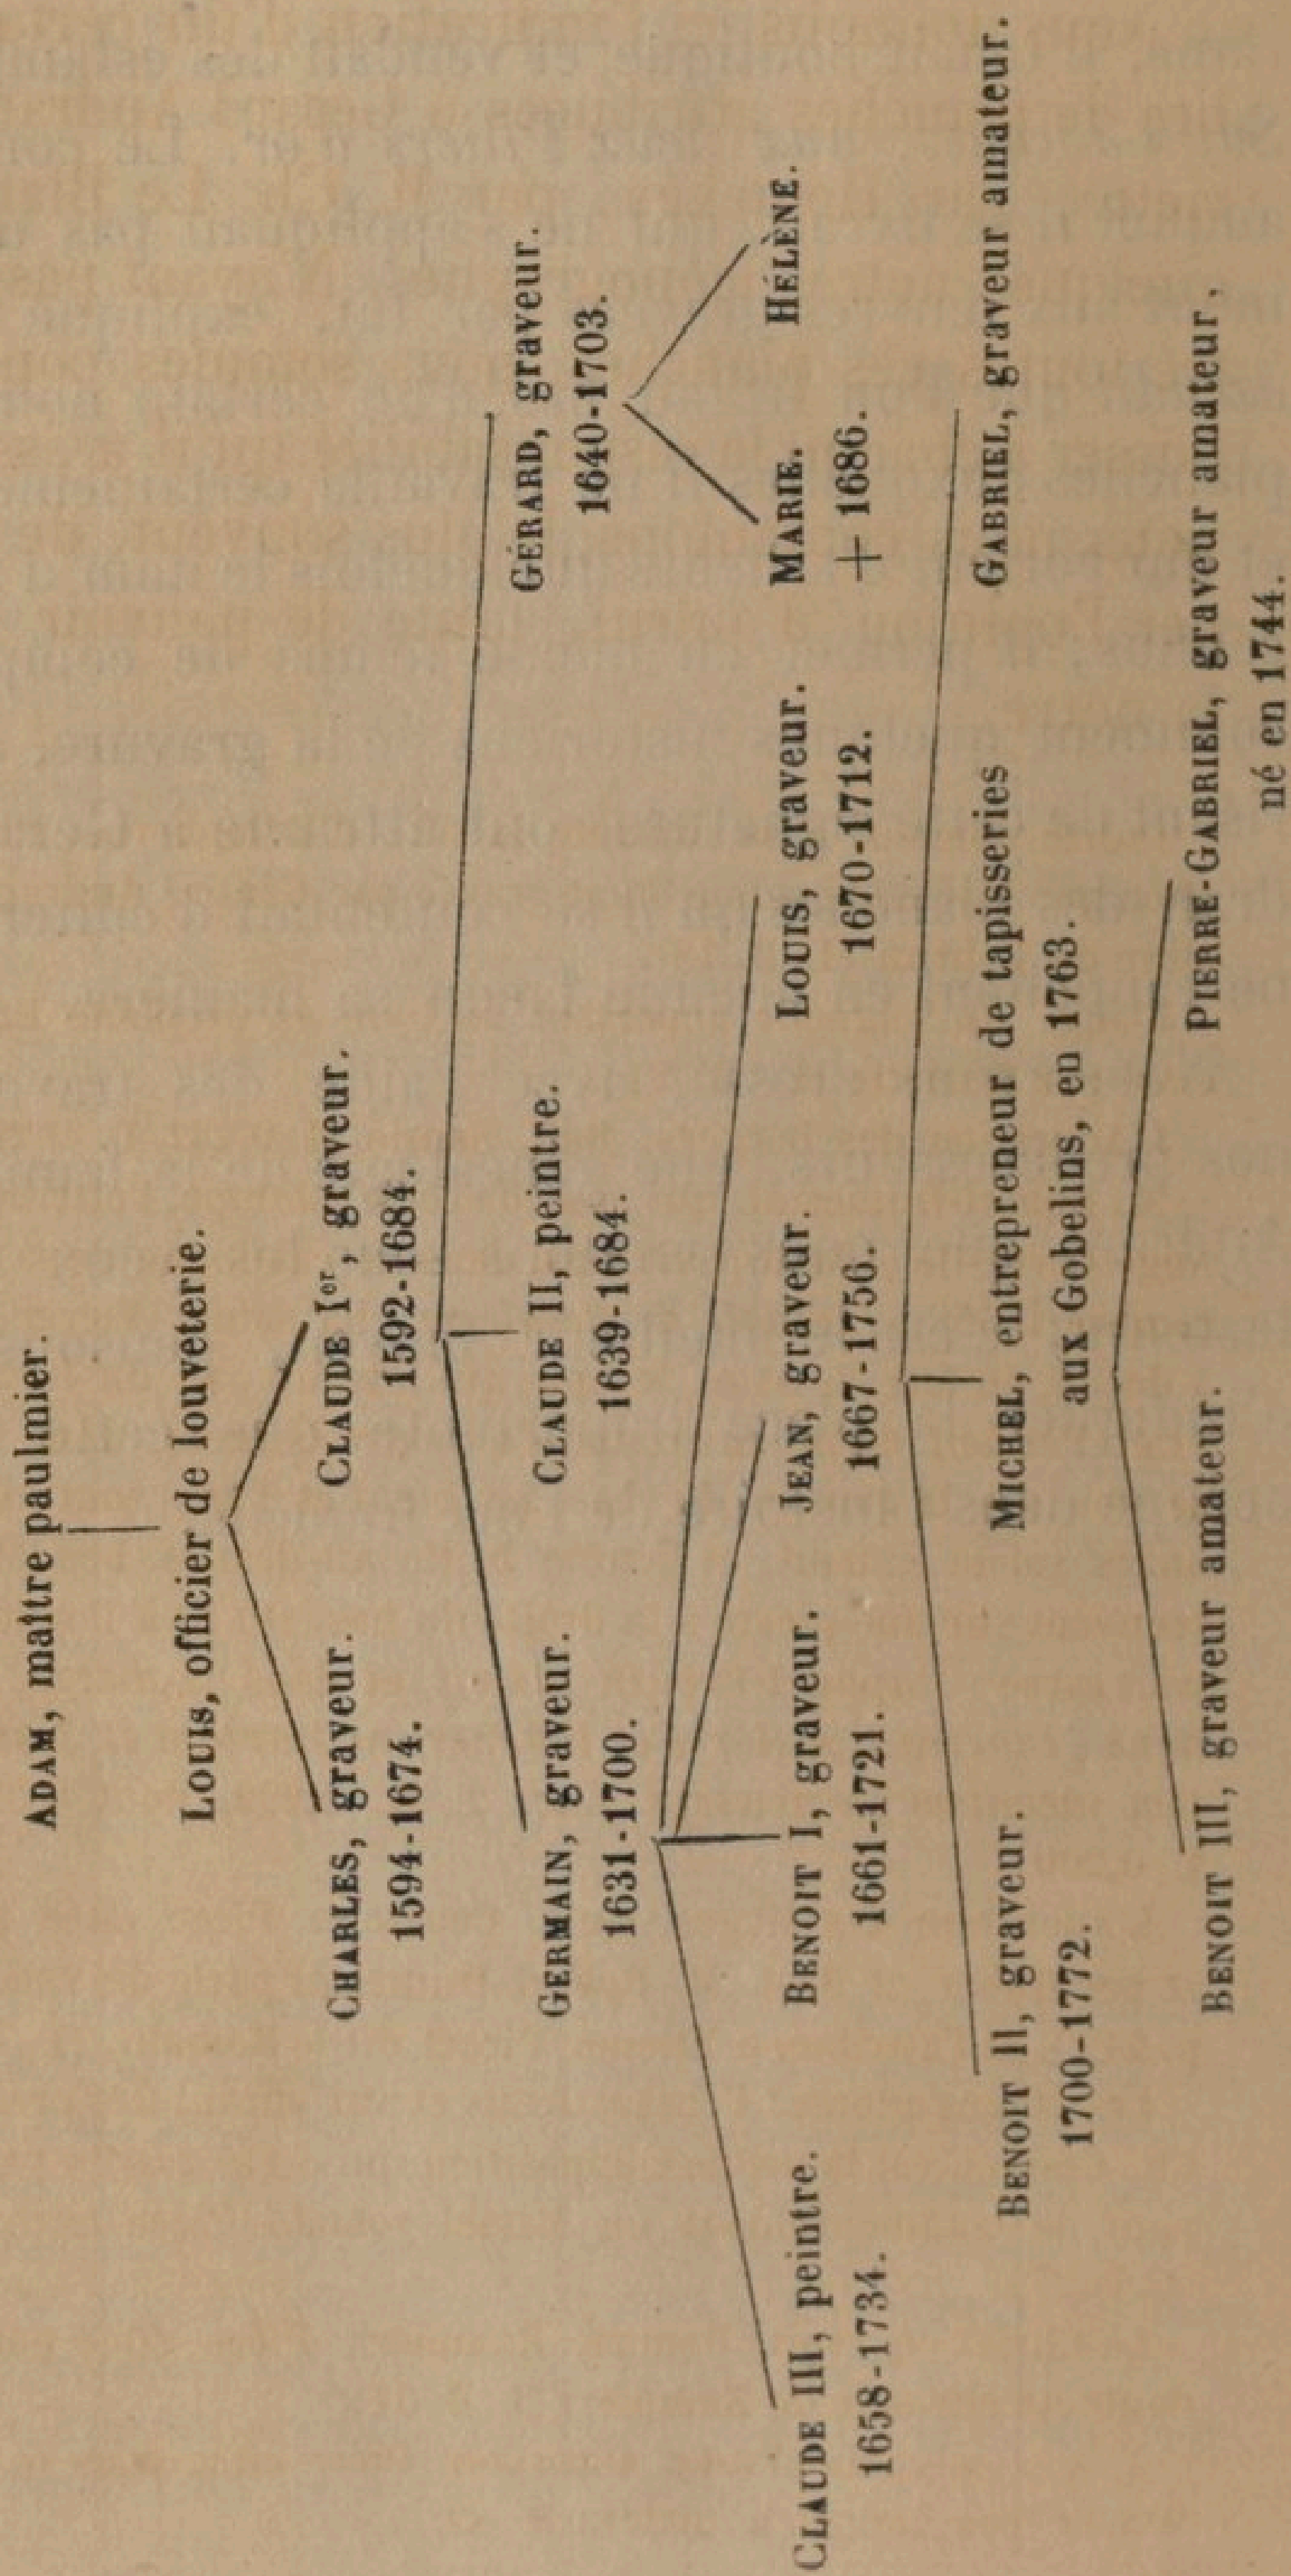 ADAM, maître paulmier.
LOUIS, officier de louveterie.
CHARLES, graveur.
1594-1674.
CLAUDE Ier, graveur.
1592-1684.
GERMAIN, graveur.
1631-1700.
CLAUDE II, peintre.
1639-1684.
GÉRARD, graveur.
1640-1703.
CLAUDE III, peintre.
1658-1734.
BENOIT I, graveur.
1661-1721.
JEAN, graveur.
1667-1756.
LOUIS, graveur.
1670-1712.
MARIE.
+ 1686.
HÉLÈNE.
BENOIT II, graveur.
1700-1772.
MICHEL, entrepreneur de tapisseries
aux Gobelins, en 1763.
GABRIEL, graveur amateur.
BENOIT III, graveur amateur.
PIERRE-GABRIEL, graveur amateur,
né en 1744.